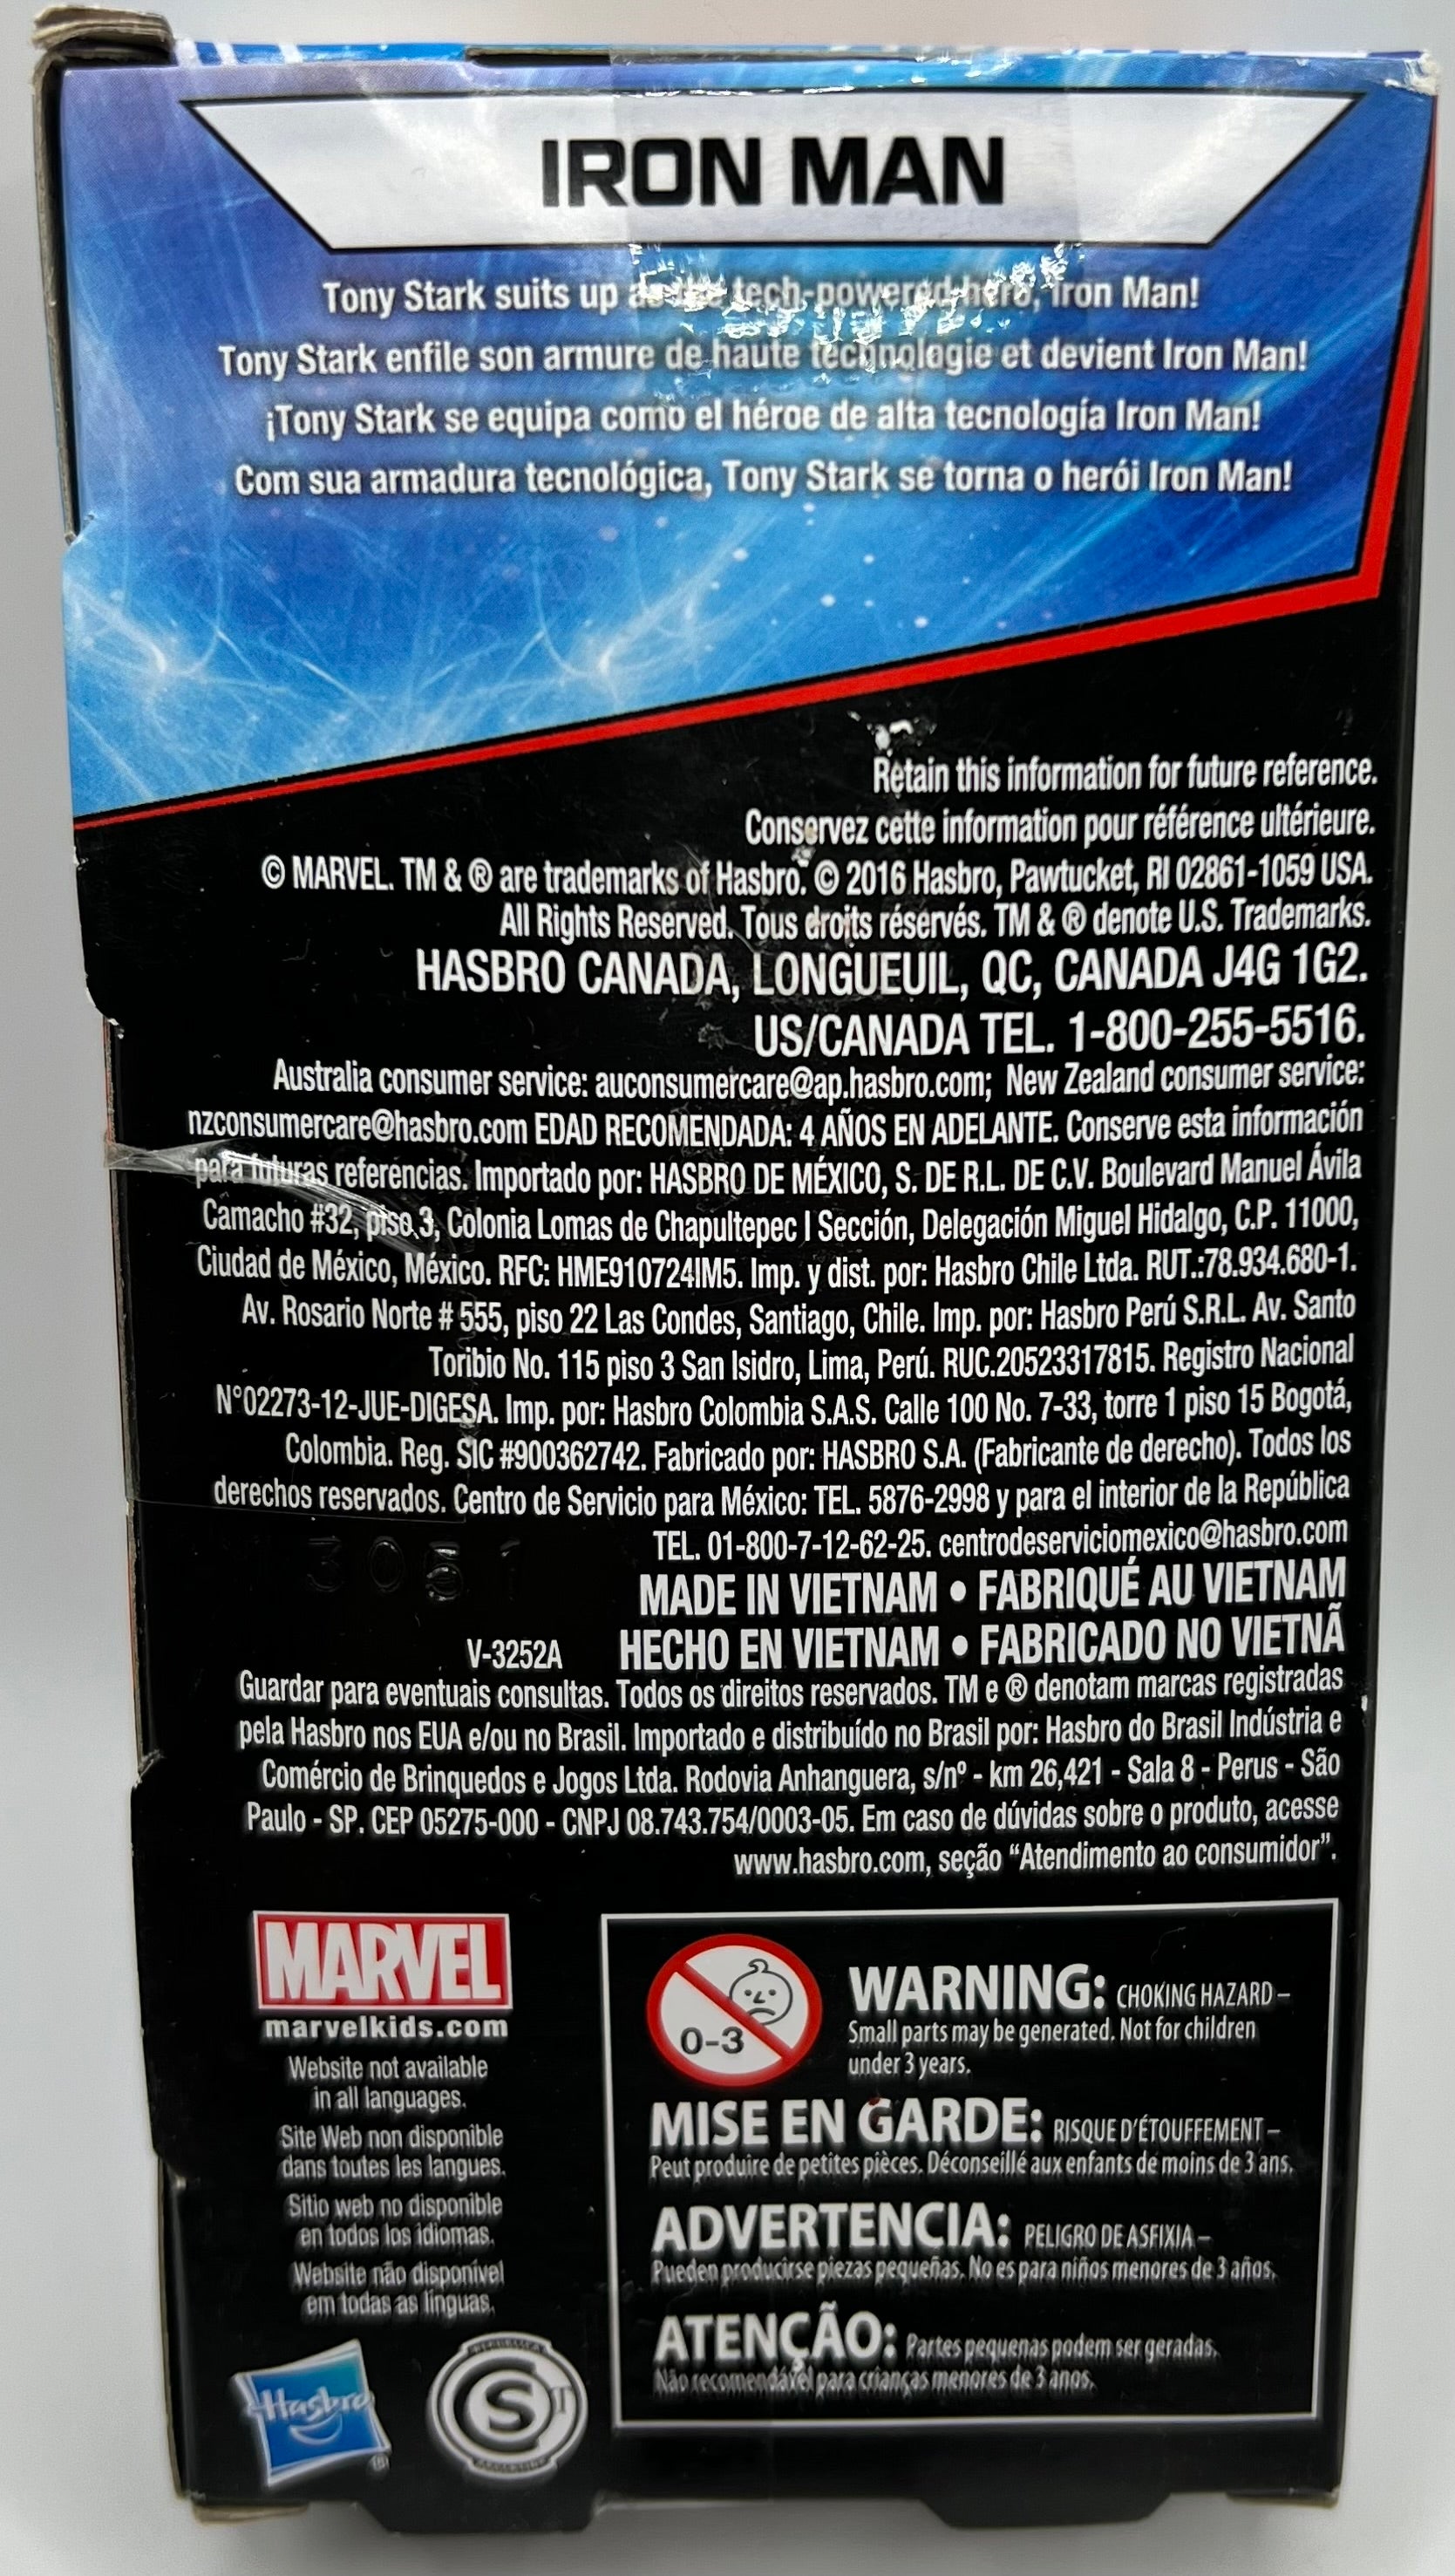 IRON MAN
Tony Stark suits up as the tech-powered hero, Iron Man!
Tony Stark enfile son armure de haute technologie et devient Iron Man!
¡Tony Stark se equipa como el héroe de alta tecnología Iron Man!
Com sua armadura tecnológica, Tony Stark se torna o herói Iron Man!
Retain this information for future reference.
Conservez cette information pour référence ultérieure.
© MARVEL. TM & ® are trademarks of Hasbro. © 2016 Hasbro, Pawtucket, RI 02861-1059 USA.
All Rights Reserved. Tous droits réservés. TM & ® denote U.S. Trademarks.
HASBRO CANADA, LONGUEUIL, QC, CANADA J4G 1G2.
US/CANADA TEL. 1-800-255-5516.
Australia consumer service: auconsumercare@ap.hasbro.com; New Zealand consumer service:
nzconsumercare@hasbro.com EDAD RECOMENDADA: 4 AÑOS EN ADELANTE. Conserve esta información
para futuras referencias. Importado por: HASBRO DE MÉXICO, S. DE R.L. DE C.V. Boulevard Manuel Ávila
Camacho #32, piso 3, Colonia Lomas de Chapultepec I Sección, Delegación Miguel Hidalgo, C.P. 11000,
Ciudad de México, México. RFC: HME910724IM5. Imp. y dist. por: Hasbro Chile Ltda. RUT.:78.934.680-1.
Av. Rosario Norte # 555, piso 22 Las Condes, Santiago, Chile. Imp. por: Hasbro Perú S.R.L. Av. Santo
Toribio No. 115 piso 3 San Isidro, Lima, Perú. RUC.20523317815. Registro Nacional
N°02273-12-JUE-DIGESA. Imp. por: Hasbro Colombia S.A.S. Calle 100 No. 7-33, torre 1 piso 15 Bogotá,
Colombia. Reg. SIC #900362742. Fabricado por: HASBRO S.A. (Fabricante de derecho). Todos los
derechos reservados. Centro de Servicio para México: TEL. 5876-2998 y para el interior de la República
TEL. 01-800-7-12-62-25. centrodeserviciomexico@hasbro.com
3051
MADE IN VIETNAM • FABRIQUÉ AU VIETNAM
V-3252A HECHO EN VIETNAM • FABRICADO NO VIETNÃ
Guardar para eventuais consultas. Todos os direitos reservados. TM e ® denotam marcas registradas
pela Hasbro nos EUA e/ou no Brasil. Importado e distribuído no Brasil por: Hasbro do Brasil Indústria e
Comércio de Brinquedos e Jogos Ltda. Rodovia Anhanguera, s/nº - km 26,421 - Sala 8 - Perus - São
Paulo - SP. CEP 05275-000 - CNPJ 08.743.754/0003-05. Em caso de dúvidas sobre o produto, acesse
www.hasbro.com, seção “Atendimento ao consumidor”.
MARVEL
marvelkids.com
Website not available
in all languages.
Site Web non disponible
dans toutes les langues.
Sitio web no disponible
en todos los idiomas.
Website não disponível
em todas as línguas.
Hasbro
®
S
T
0-3
WARNING: CHOKING HAZARD –
Small parts may be generated. Not for children
under 3 years.
MISE EN GARDE: RISQUE D'ÉTOUFFEMENT –
Peut produire de petites pièces. Déconseillé aux enfants de moins de 3 ans.
ADVERTENCIA: PELIGRO DE ASFIXIA –
Pueden producirse piezas pequeñas. No es para niños menores de 3 años.
ATENÇÃO: Partes pequenas podem ser geradas.
Não recomendável para crianças menores de 3 anos.